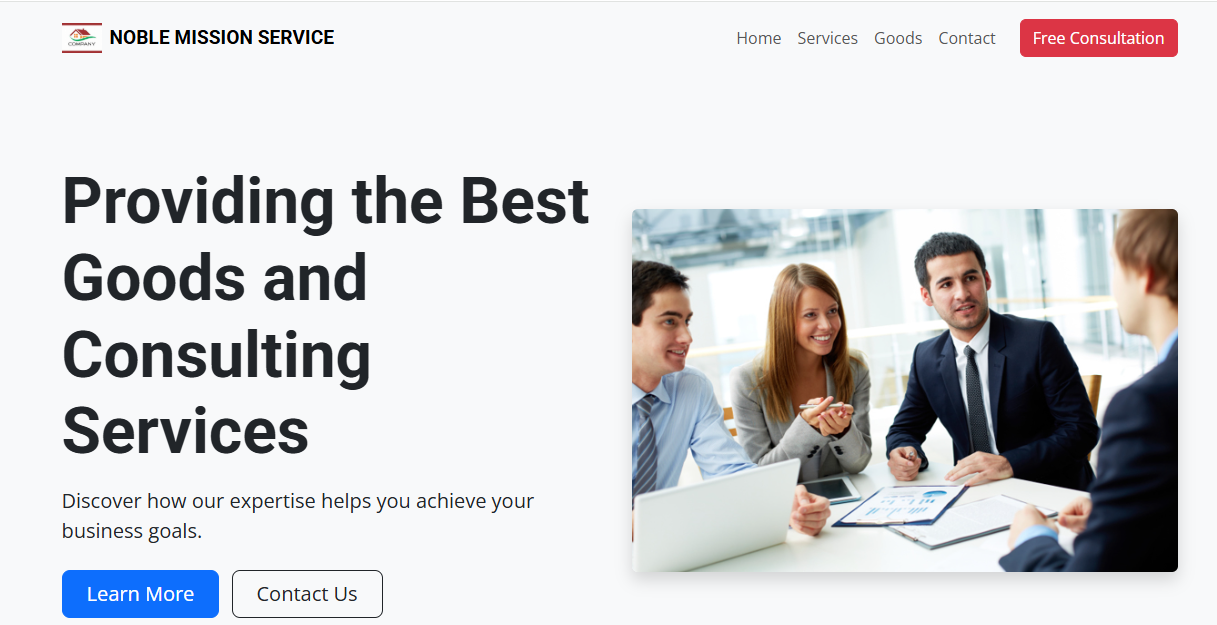 COMPANY
NOBLE MISSION SERVICE
Home Services Goods Contact Free Consultation
Providing the Best
Goods and
Consulting
Services
Discover how our expertise helps you achieve your
business goals.
Learn More Contact Us